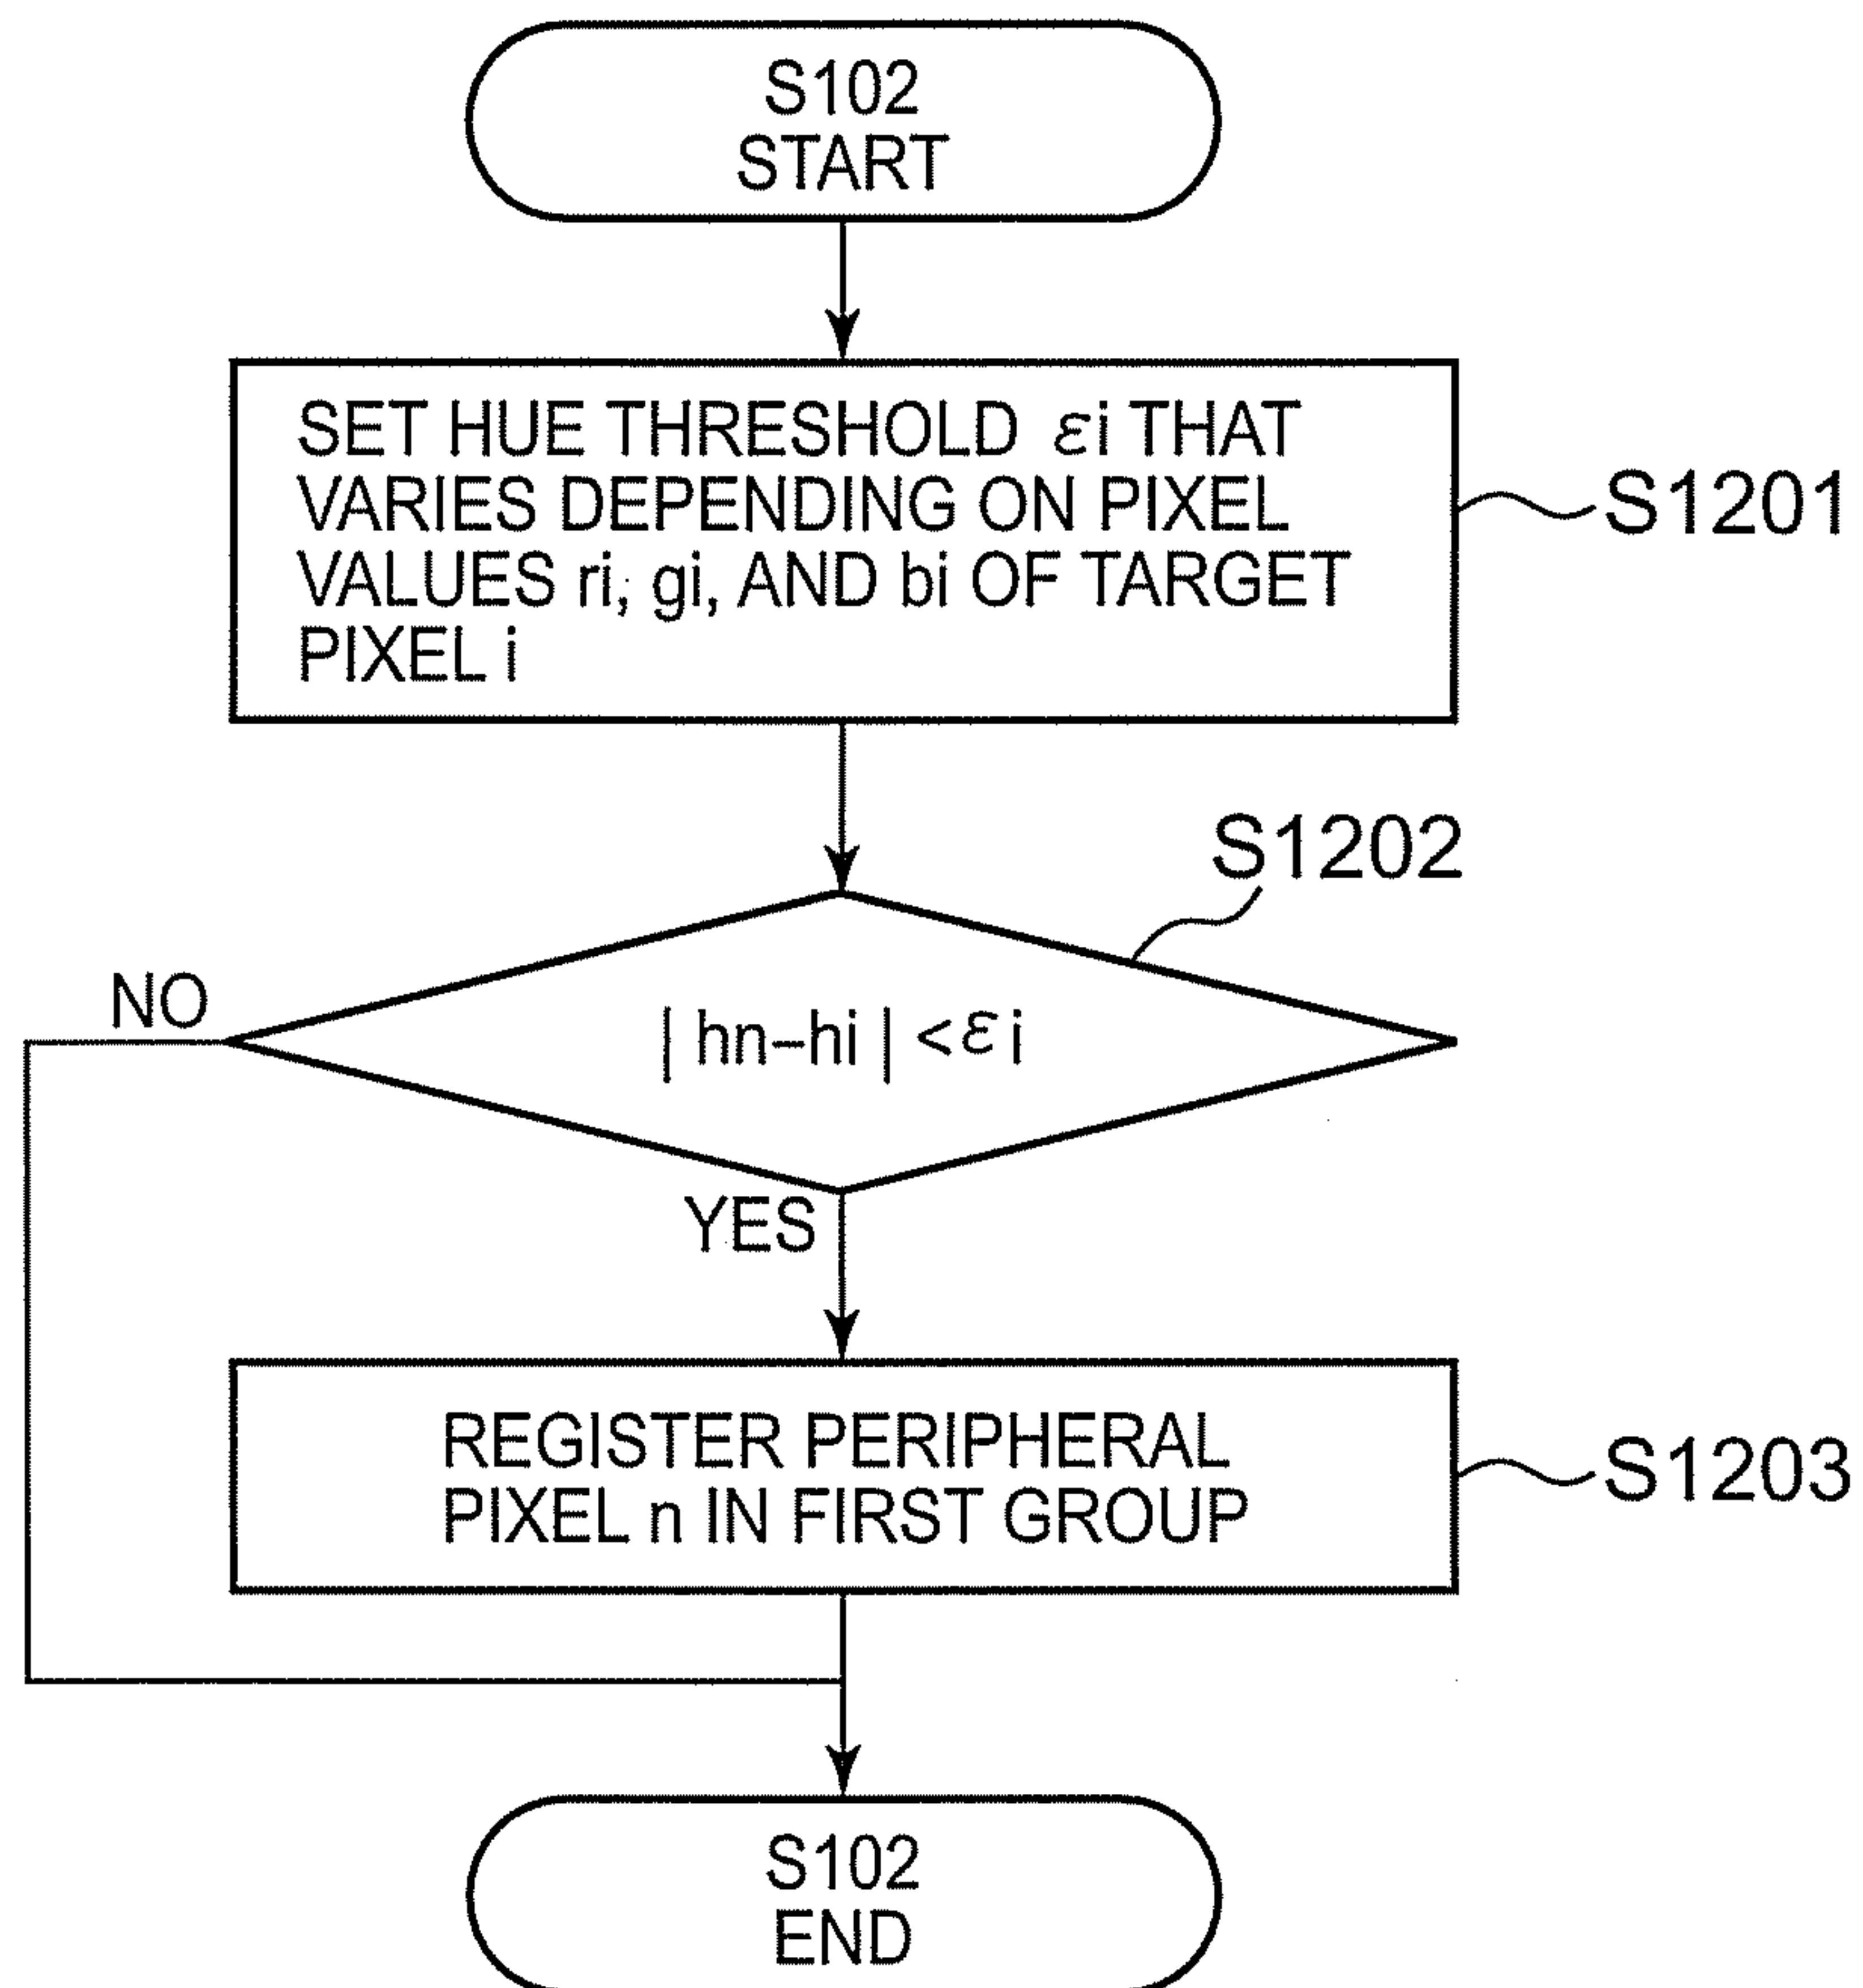 S102
START
SET HUE THRESHOLD εi THAT
VARIES DEPENDING ON PIXEL
VALUES ri, gi, AND bi OF TARGET
PIXEL i
S1201
S1202
NO
| hn–hi | <εi
YES
REGISTER PERIPHERAL
PIXEL n IN FIRST GROUP
S1203
S102
END